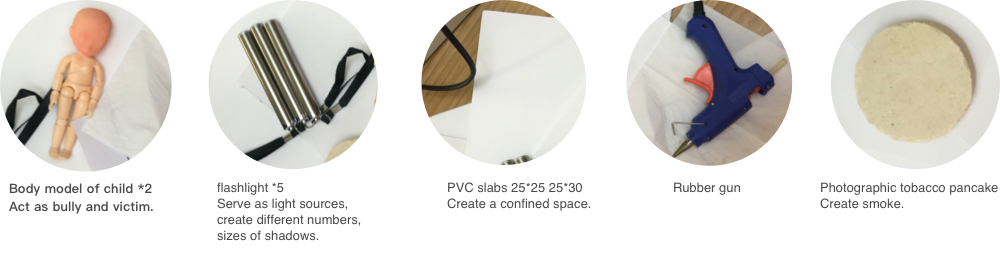 Body model of child *2
Act as bully and victim.
flashlight *5
Serve as light sources,
create different numbers,
sizes of shadows.
PVC slabs 25*25 25*30
Create a confined space.
Rubber gun
Photographic tobacco pancake
Create smoke.